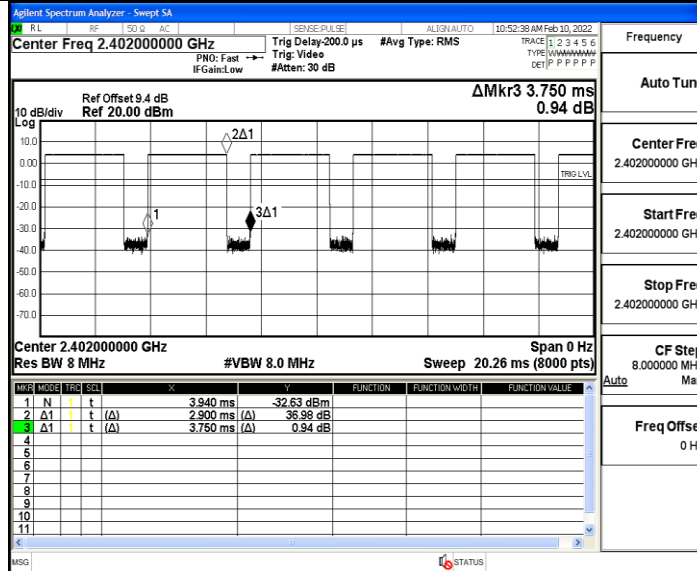 Agilent Spectrum Analyzer - Swept SA
RL RF 50 Ω AC SENSE:PULSE ALIGN AUTO 10:52:38 AM Feb 10, 2022
Center Freq 2.402000000 GHz
PNO: Fast
IFGain:Low
Trig Delay-200.0 µs
Trig: Video
#Atten: 30 dB
#Avg Type: RMS
TRACE 1 2 3 4 5 6
TYPE WWWWWW
DET P P P P P P
ΔMkr3 3.750 ms
0.94 dB
Ref Offset 9.4 dB
10 dB/div Ref 20.00 dBm
Log
10.0
0.00
-10.0
-20.0
-30.0
-40.0
-50.0
-60.0
-70.0
2Δ1
1
3Δ1
TRIG LVL
Center 2.402000000 GHz Span 0 Hz
Res BW 8 MHz #VBW 8.0 MHz Sweep 20.26 ms (8000 pts)
MKR MODE TRC SCL X Y FUNCTION FUNCTION WIDTH FUNCTION VALUE
1 N 1 t 3.940 ms -32.63 dBm
2 Δ1 1 t (Δ) 2.900 ms (Δ) 36.98 dB
3 Δ1 1 t (Δ) 3.750 ms (Δ) 0.94 dB
4
5
6
7
8
9
10
11
MSG STATUS
Frequency
Auto Tun
Center Fre
2.402000000 GH
Start Fre
2.402000000 GH
Stop Fre
2.402000000 GH
CF Step
8.000000 MH
Auto Ma
Freq Offse
0 H